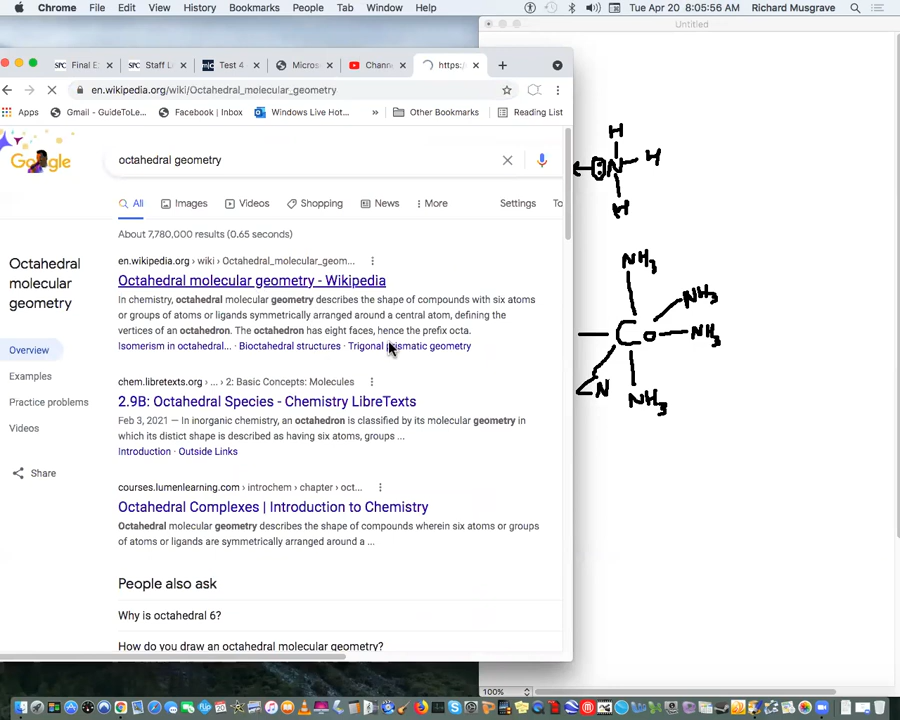 Chrome File Edit View History Bookmarks People Tab Window Help Tue Apr 20 8:05:56 AM Richard Musgrave
Untitled
Final E SPC Staff L Test 4 Micros Chann https:/
en.wikipedia.org/wiki/Octahedral_molecular_geometry
Apps Gmail - GuideToLe... Facebook | Inbox Windows Live Hot... » Other Bookmarks Reading List
Google octahedral geometry
All Images Videos Shopping News More Settings To
About 7,780,000 results (0.65 seconds)
Octahedral
molecular
geometry
Overview
Examples
Practice problems
Videos
Share
en.wikipedia.org › wiki › Octahedral_molecular_geom...
Octahedral molecular geometry - Wikipedia
In chemistry, octahedral molecular geometry describes the shape of compounds with six atoms
or groups of atoms or ligands symmetrically arranged around a central atom, defining the
vertices of an octahedron. The octahedron has eight faces, hence the prefix octa.
Isomerism in octahedral... · Bioctahedral structures · Trigonal prismatic geometry
chem.libretexts.org › ... › 2: Basic Concepts: Molecules
2.9B: Octahedral Species - Chemistry LibreTexts
Feb 3, 2021 — In inorganic chemistry, an octahedron is classified by its molecular geometry in
which its distict shape is described as having six atoms, groups ...
Introduction · Outside Links
courses.lumenlearning.com › introchem › chapter › oct...
Octahedral Complexes | Introduction to Chemistry
Octahedral molecular geometry describes the shape of compounds wherein six atoms or groups
of atoms or ligands are symmetrically arranged around a ...
People also ask
Why is octahedral 6?
How do you draw an octahedral molecular geometry?
H
N H
H
NH3
NH3
Co NH3
N
NH3
100%